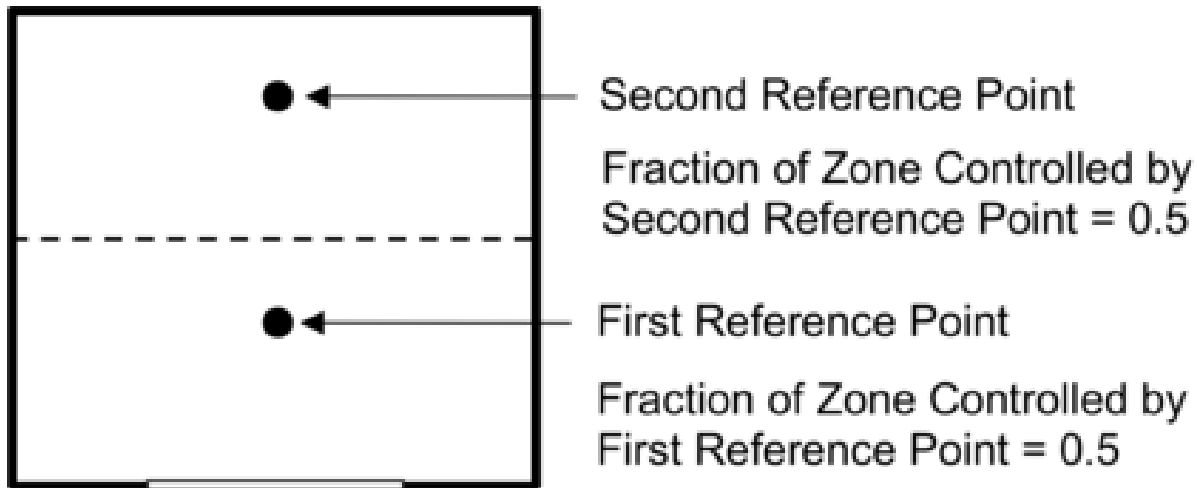 Second Reference Point
Fraction of Zone Controlled by
Second Reference Point = 0.5
First Reference Point
Fraction of Zone Controlled by
First Reference Point = 0.5